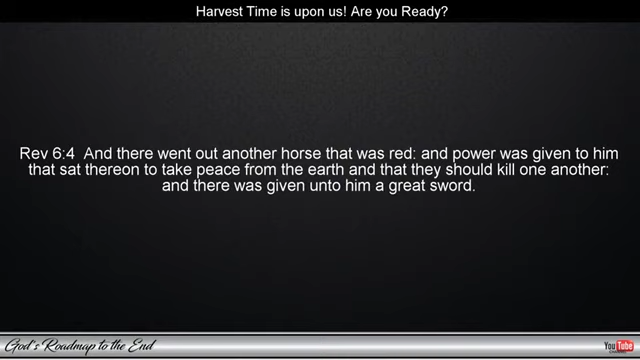 Harvest Time is upon us! Are you Ready?
Rev 6:4 And there went out another horse that was red: and power was given to him
that sat thereon to take peace from the earth and that they should kill one another:
and there was given unto him a great sword.
God's Roadmap to the End
YouTube